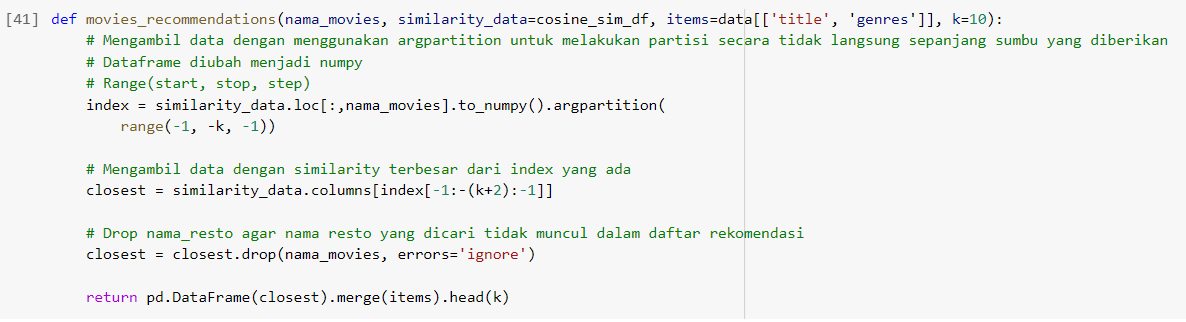 [41] def movies_recommendations(nama_movies, similarity_data=cosine_sim_df, items=data[['title', 'genres']], k=10):
# Mengambil data dengan menggunakan argpartition untuk melakukan partisi secara tidak langsung sepanjang sumbu yang diberikan
# Dataframe diubah menjadi numpy
# Range(start, stop, step)
index = similarity_data.loc[:,nama_movies].to_numpy().argpartition(
range(-1, -k, -1))
# Mengambil data dengan similarity terbesar dari index yang ada
closest = similarity_data.columns[index[-1:-(k+2):-1]]
# Drop nama_resto agar nama resto yang dicari tidak muncul dalam daftar rekomendasi
closest = closest.drop(nama_movies, errors='ignore')
return pd.DataFrame(closest).merge(items).head(k)